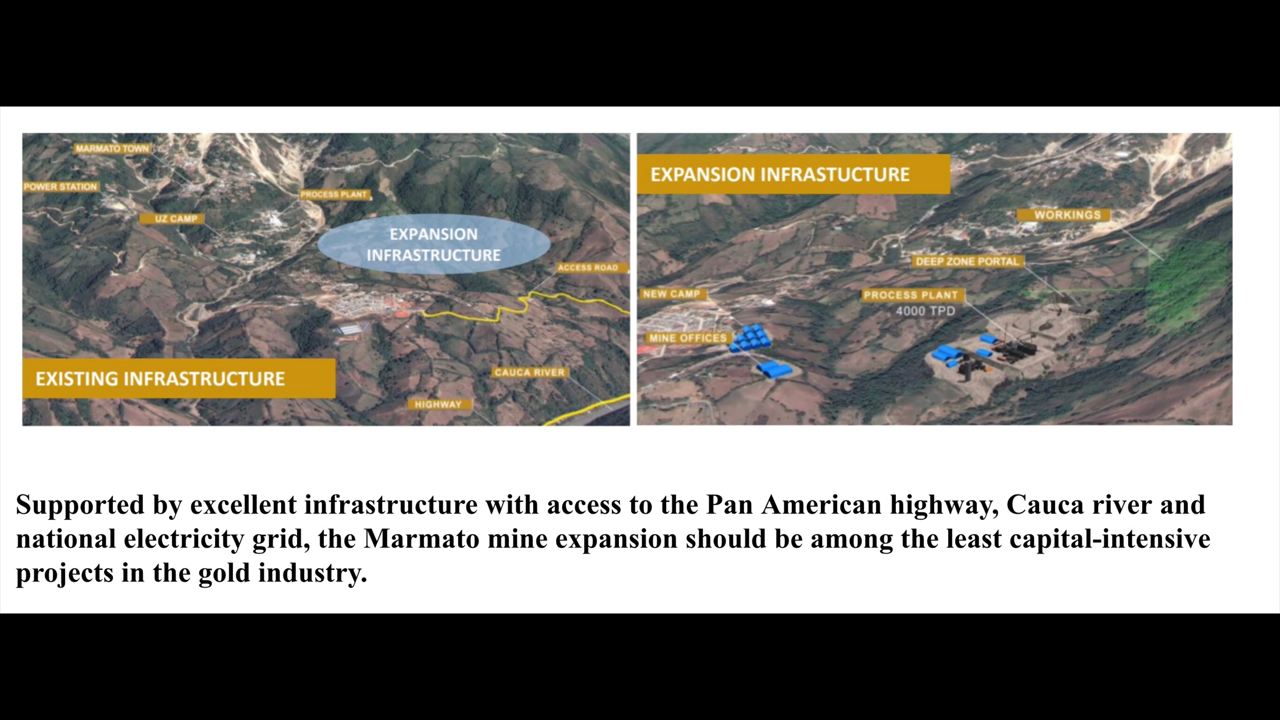 MARMATO TOWN
POWER STATION
PROCESS PLANT
UZ CAMP
EXPANSION
INFRASTRUCTURE
ACCESS ROAD
EXISTING INFRASTRUCTURE
CAUCA RIVER
HIGHWAY
EXPANSION INFRASTUCTURE
WORKINGS
DEEP ZONE PORTAL
NEW CAMP
PROCESS PLANT
4000 TPD
MINE OFFICES
Supported by excellent infrastructure with access to the Pan American highway, Cauca river and
national electricity grid, the Marmato mine expansion should be among the least capital-intensive
projects in the gold industry.